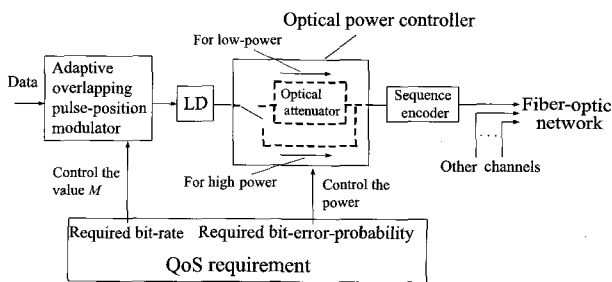 Optical power controller
For low-power
Data
Adaptive
overlapping
pulse-position
modulator
LD
Optical
attenuator
Sequence
encoder
Fiber-optic
network
Other channels
For high power
Control the
value M
Control the
power
Required bit-rate
Required bit-error-probability
QoS requirement